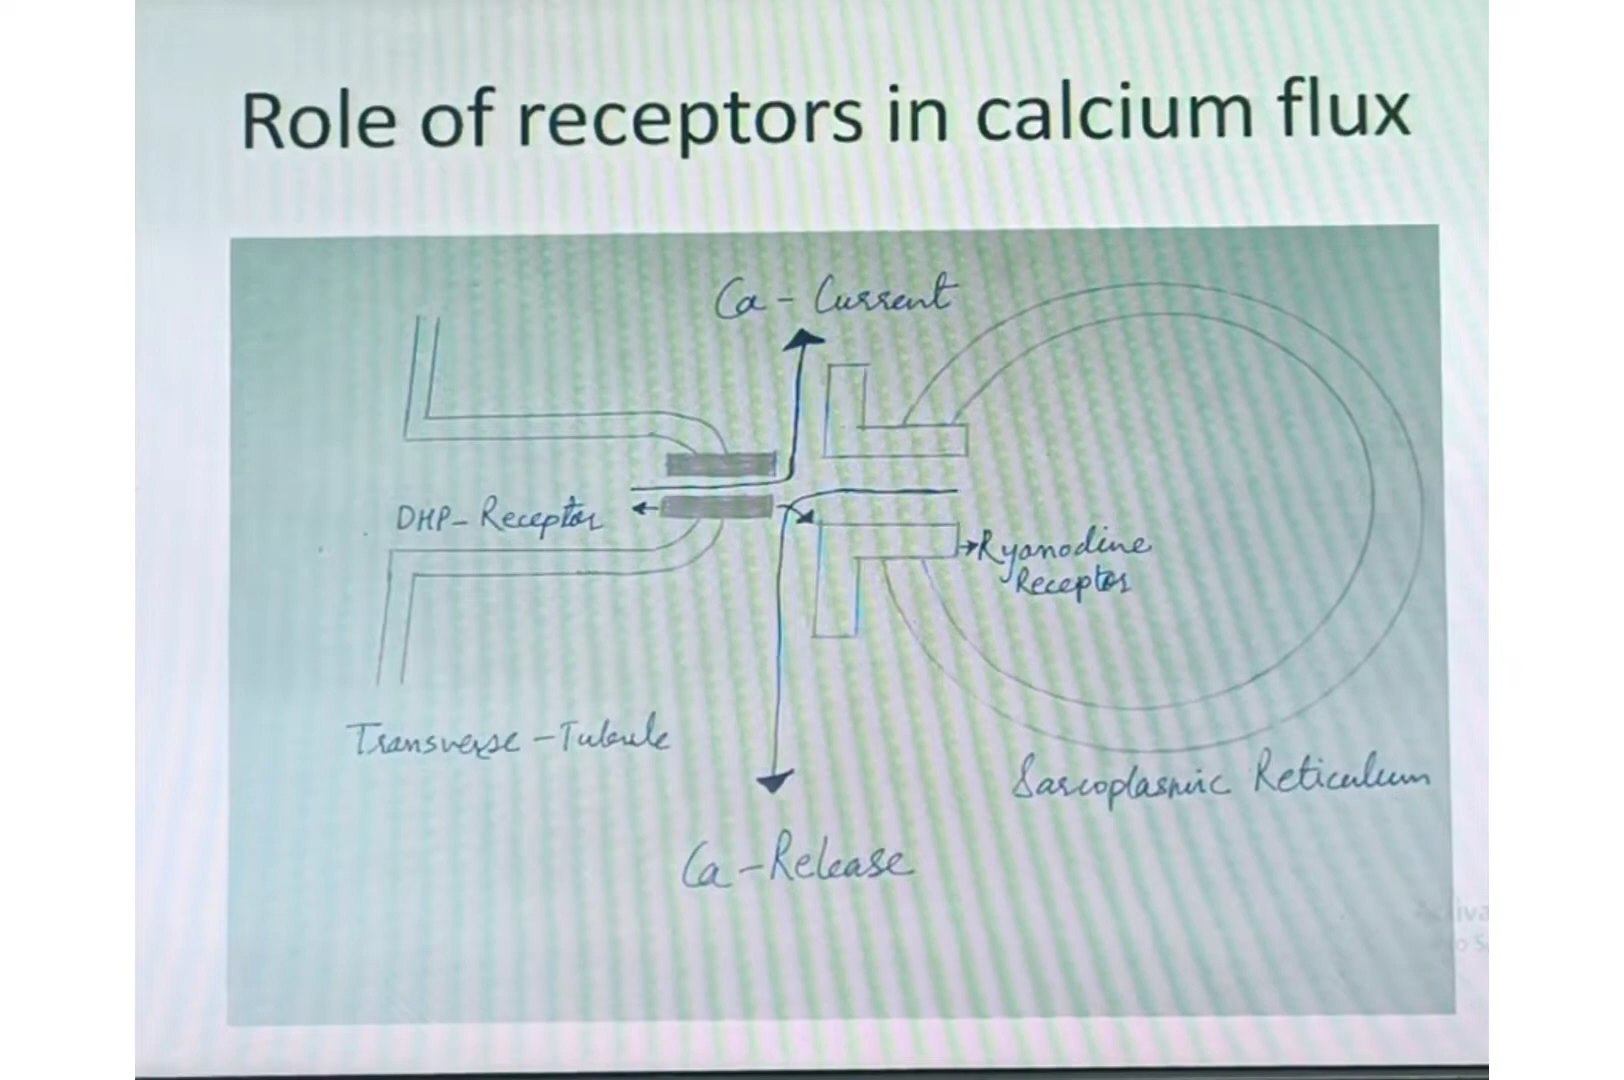 Role of receptors in calcium flux
Ca - Current
DHP - Receptor
Ryanodine
Receptor
Transverse - Tubule
Sarcoplasmic Reticulum
Ca - Release